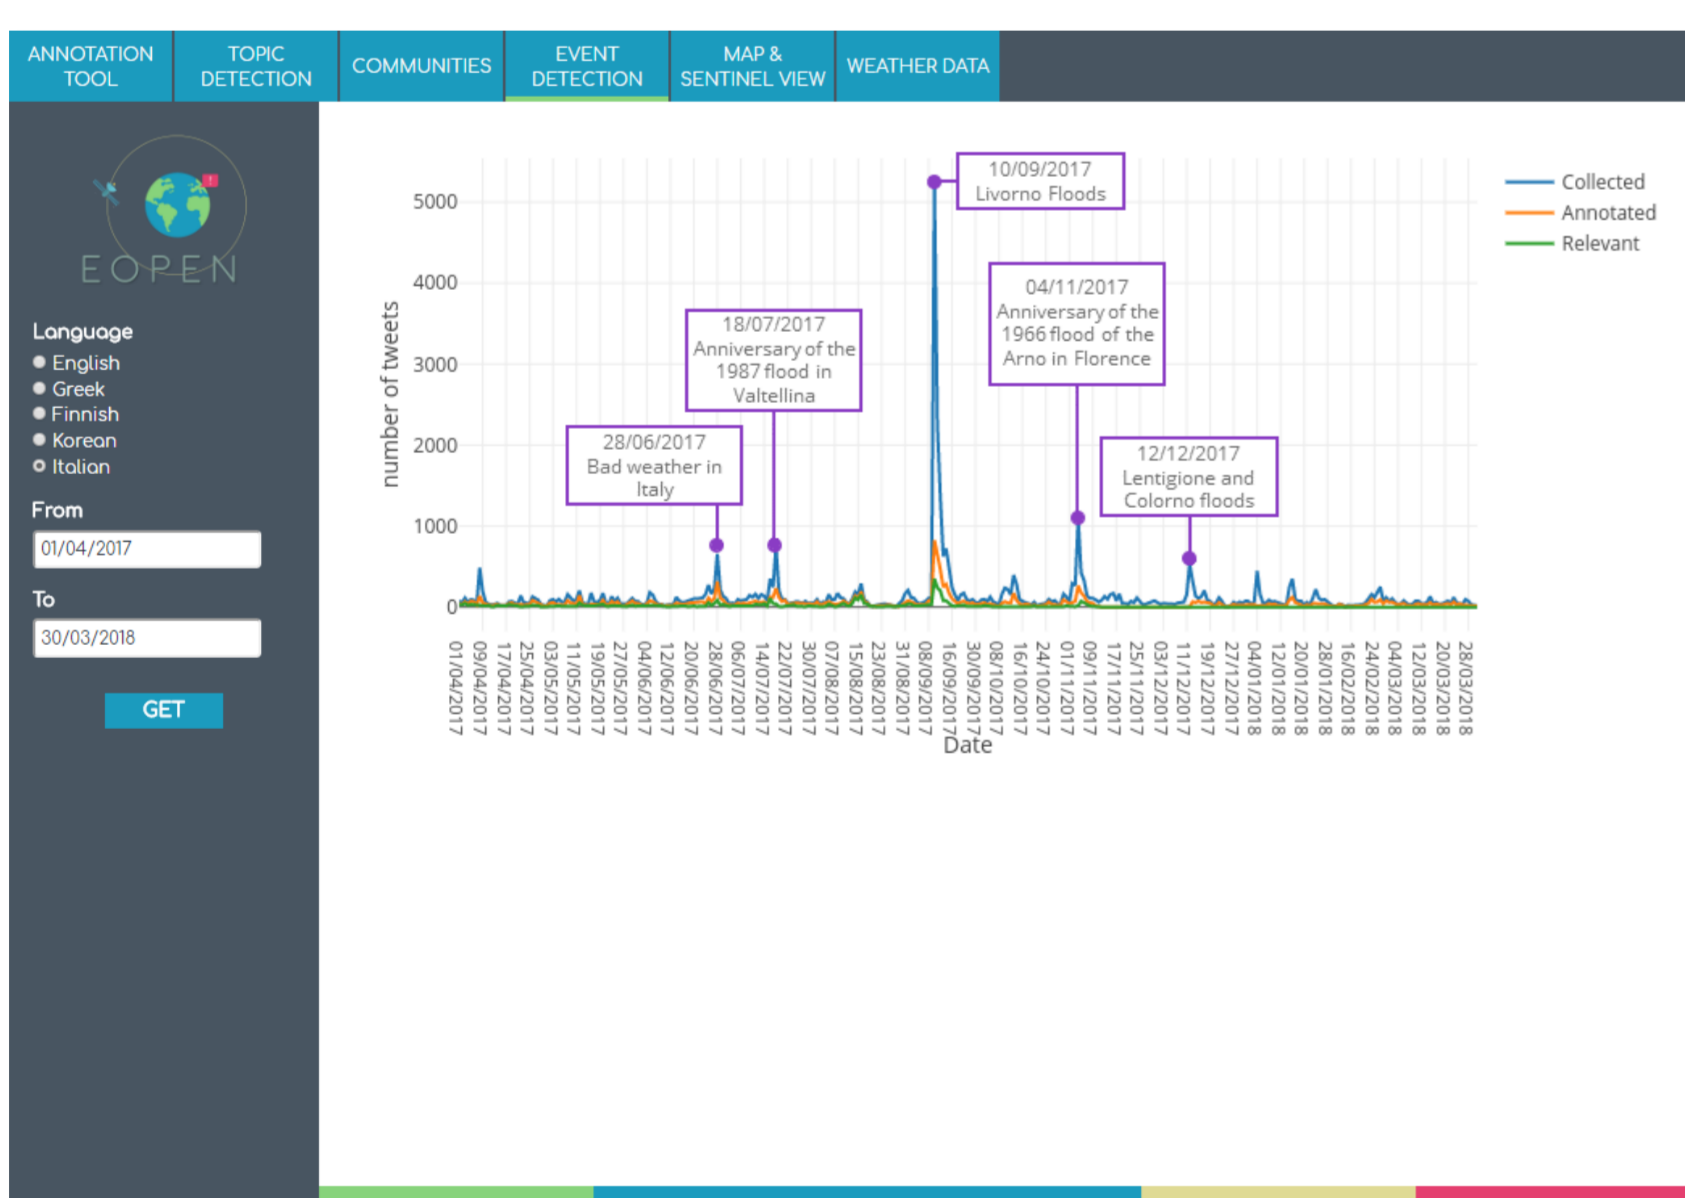 ANNOTATION
TOOL
TOPIC
DETECTION
COMMUNITIES
EVENT
DETECTION
MAP &
SENTINEL VIEW
WEATHER DATA
!
EOPEN
Language
English
Greek
Finnish
Korean
Italian
From
01/04/2017
To
30/03/2018
GET
number of tweets
5000
4000
3000
2000
1000
0
28/06/2017
Bad weather in
Italy
18/07/2017
Anniversary of the
1987 flood in
Valtellina
10/09/2017
Livorno Floods
04/11/2017
Anniversary of the
1966 flood of the
Arno in Florence
12/12/2017
Lentigione and
Colorno floods
Collected
Annotated
Relevant
01/04/2017
09/04/2017
17/04/2017
25/04/2017
03/05/2017
11/05/2017
19/05/2017
27/05/2017
04/06/2017
12/06/2017
20/06/2017
28/06/2017
06/07/2017
14/07/2017
22/07/2017
30/07/2017
07/08/2017
15/08/2017
23/08/2017
31/08/2017
08/09/2017
16/09/2017
30/09/2017
08/10/2017
16/10/2017
24/10/2017
01/11/2017
09/11/2017
17/11/2017
25/11/2017
03/12/2017
11/12/2017
19/12/2017
27/12/2017
04/01/2018
12/01/2018
20/01/2018
28/01/2018
16/02/2018
24/02/2018
04/03/2018
12/03/2018
20/03/2018
28/03/2018
Date